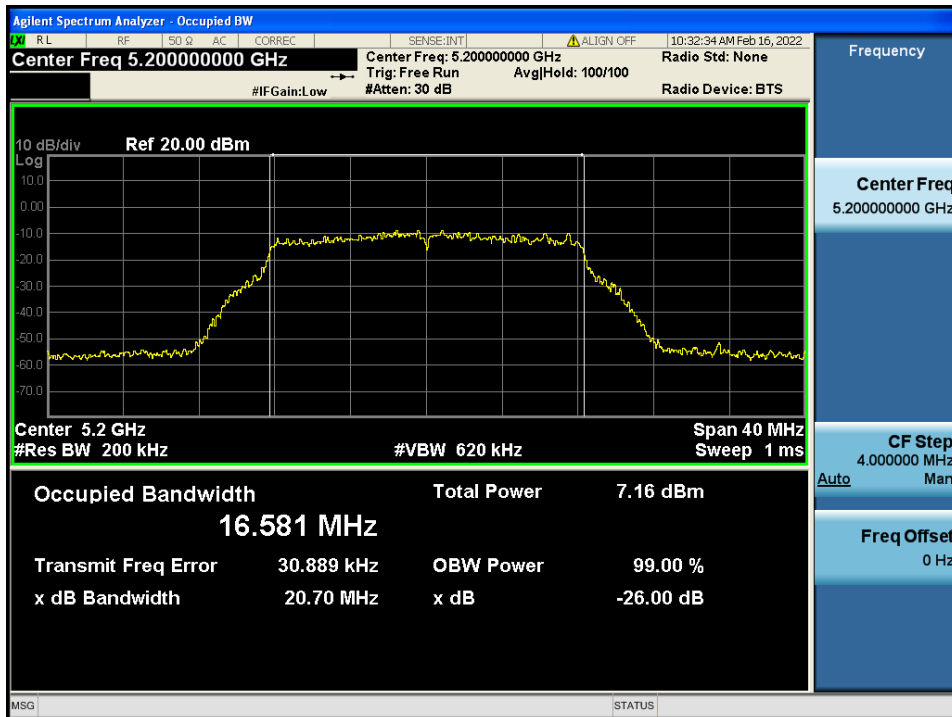 Agilent Spectrum Analyzer - Occupied BW
LXI RL RF 50 Ω AC CORREC SENSE:INT ALIGN OFF 10:32:34 AM Feb 16, 2022
Center Freq 5.200000000 GHz
#IFGain:Low
Center Freq: 5.200000000 GHz
Trig: Free Run Avg|Hold: 100/100
#Atten: 30 dB
Radio Std: None
Radio Device: BTS
10 dB/div Ref 20.00 dBm
Log
10.0
0.00
-10.0
-20.0
-30.0
-40.0
-50.0
-60.0
-70.0
Center 5.2 GHz Span 40 MHz
#Res BW 200 kHz #VBW 620 kHz Sweep 1 ms
Occupied Bandwidth Total Power 7.16 dBm
16.581 MHz
Transmit Freq Error 30.889 kHz OBW Power 99.00 %
x dB Bandwidth 20.70 MHz x dB -26.00 dB
Frequency
Center Freq
5.200000000 GHz
CF Step
4.000000 MHz
Auto Man
Freq Offset
0 Hz
MSG STATUS